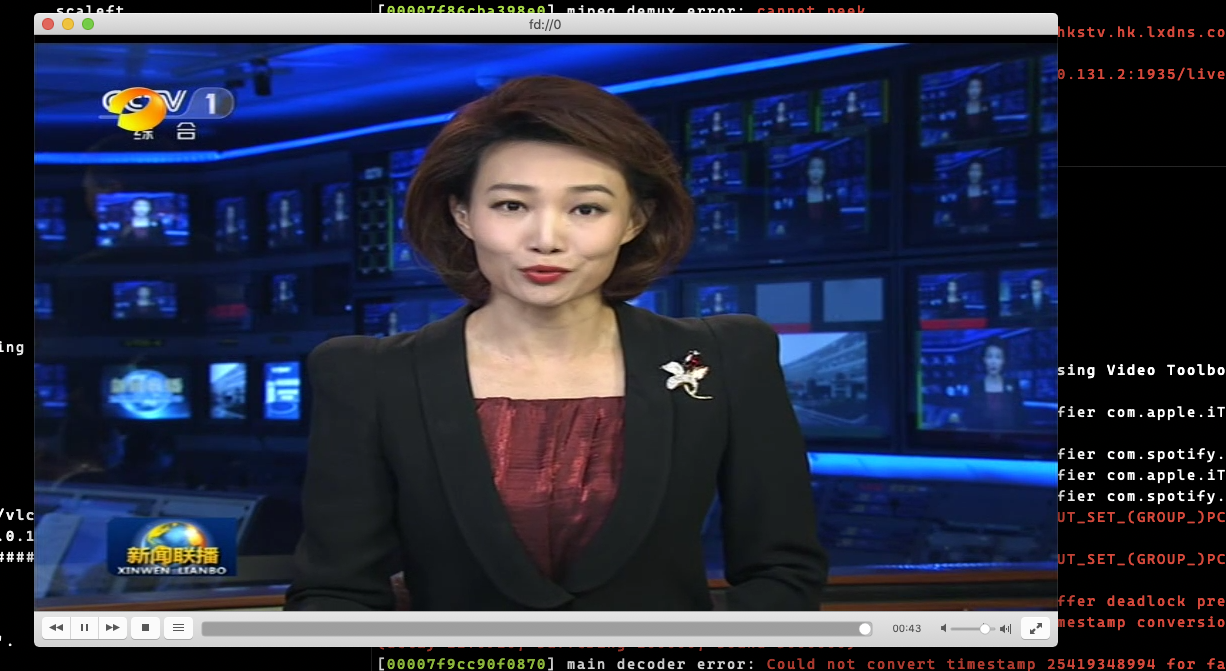 scaleft
[00007f86cba398e0] mjpeg demux error: cannot peek
fd://0
hkstv.hk.lxdns.co
0.131.2:1935/live
CCTV 1
综合
ing
sing Video Toolbo
fier com.apple.iT
fier com.spotify.
fier com.apple.iT
fier com.spotify.
/vlc
UT_SET_(GROUP_)PC
.0.1
新闻联播
####
UT_SET_(GROUP_)PC
XINWEN LIANBO
ffer deadlock pre
mestamp conversio
00:43
'.
[00007f9cc90f0870] main decoder error: Could not convert timestamp 25419348994 for fa